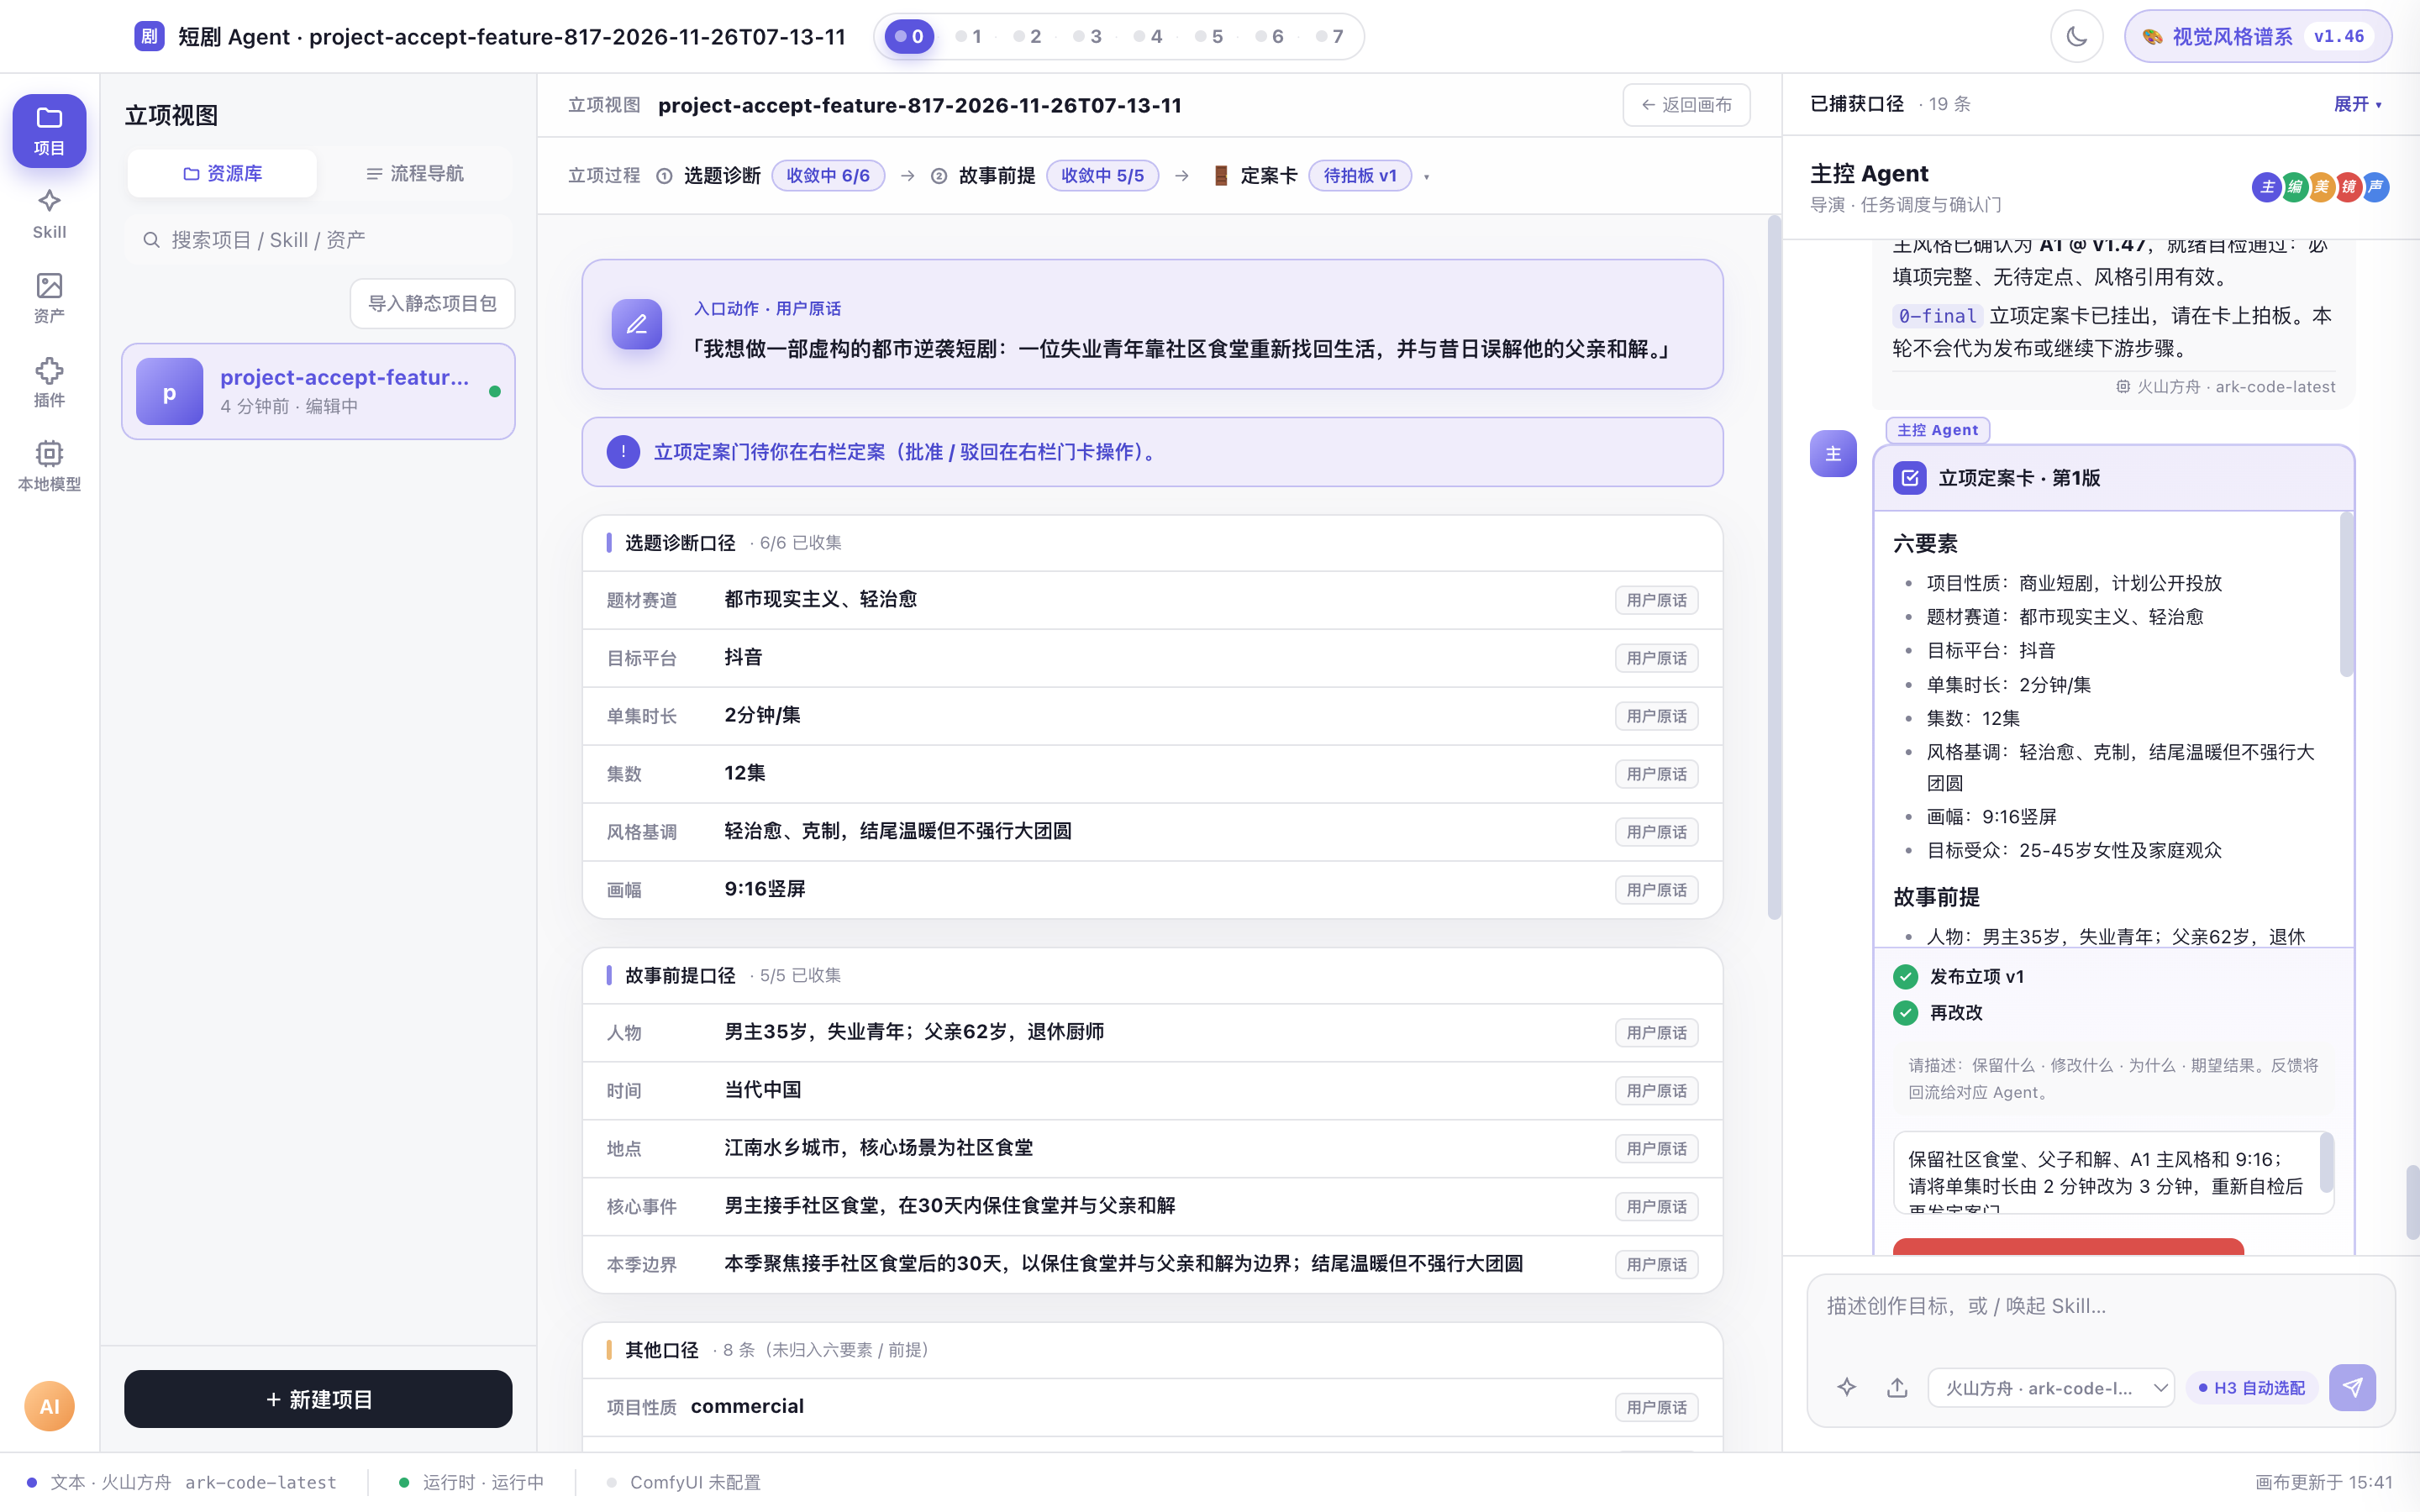 剧 短剧 Agent · project-accept-feature-817-2026-11-26T07-13-11
0 · 1 · 2 · 3 · 4 · 5 · 6 · 7
视觉风格谱系 v1.46
项目
Skill
资产
插件
本地模型
AI
立项视图
资源库
流程导航
搜索项目 / Skill / 资产
导入静态项目包
p
project-accept-featur...
4 分钟前 · 编辑中
+ 新建项目
立项视图 project-accept-feature-817-2026-11-26T07-13-11
← 返回画布
立项过程 ① 选题诊断 收敛中 6/6 → ② 故事前提 收敛中 5/5 → 定案卡 待拍板 v1 ▾
入口动作 · 用户原话
「我想做一部虚构的都市逆袭短剧：一位失业青年靠社区食堂重新找回生活，并与昔日误解他的父亲和解。」
! 立项定案门待你在右栏定案（批准 / 驳回在右栏门卡操作）。
选题诊断口径 · 6/6 已收集
题材赛道 都市现实主义、轻治愈 用户原话
目标平台 抖音 用户原话
单集时长 2分钟/集 用户原话
集数 12集 用户原话
风格基调 轻治愈、克制，结尾温暖但不强行大团圆 用户原话
画幅 9:16竖屏 用户原话
故事前提口径 · 5/5 已收集
人物 男主35岁，失业青年；父亲62岁，退休厨师 用户原话
时间 当代中国 用户原话
地点 江南水乡城市，核心场景为社区食堂 用户原话
核心事件 男主接手社区食堂，在30天内保住食堂并与父亲和解 用户原话
本季边界 本季聚焦接手社区食堂后的30天，以保住食堂并与父亲和解为边界；结尾温暖但不强行大团圆 用户原话
其他口径 · 8 条（未归入六要素 / 前提）
项目性质 commercial 用户原话
已捕获口径 · 19 条
展开 ▾
主控 Agent
导演 · 任务调度与确认门
主 编 美 镜 声
主风格已确认为 A1 @ v1.47，就绪自检通过：必
填项完整、无待定点、风格引用有效。
0-final 立项定案卡已挂出，请在卡上拍板。本
轮不会代为发布或继续下游步骤。
火山方舟 · ark-code-latest
主
主控 Agent
立项定案卡 · 第1版
六要素
• 项目性质：商业短剧，计划公开投放
• 题材赛道：都市现实主义、轻治愈
• 目标平台：抖音
• 单集时长：2分钟/集
• 集数：12集
• 风格基调：轻治愈、克制，结尾温暖但不强行大
团圆
• 画幅：9:16竖屏
• 目标受众：25-45岁女性及家庭观众
故事前提
• 人物：男主35岁，失业青年；父亲62岁，退休
发布立项 v1
再改改
请描述：保留什么 · 修改什么 · 为什么 · 期望结果。反馈将
回流给对应 Agent。
保留社区食堂、父子和解、A1 主风格和 9:16；
请将单集时长由 2 分钟改为 3 分钟，重新自检后
再发定案门
描述创作目标，或 / 唤起 Skill...
火山方舟 · ark-code-l...
H3 自动选配
文本 · 火山方舟 ark-code-latest
运行时 · 运行中
ComfyUI 未配置
画布更新于 15:41